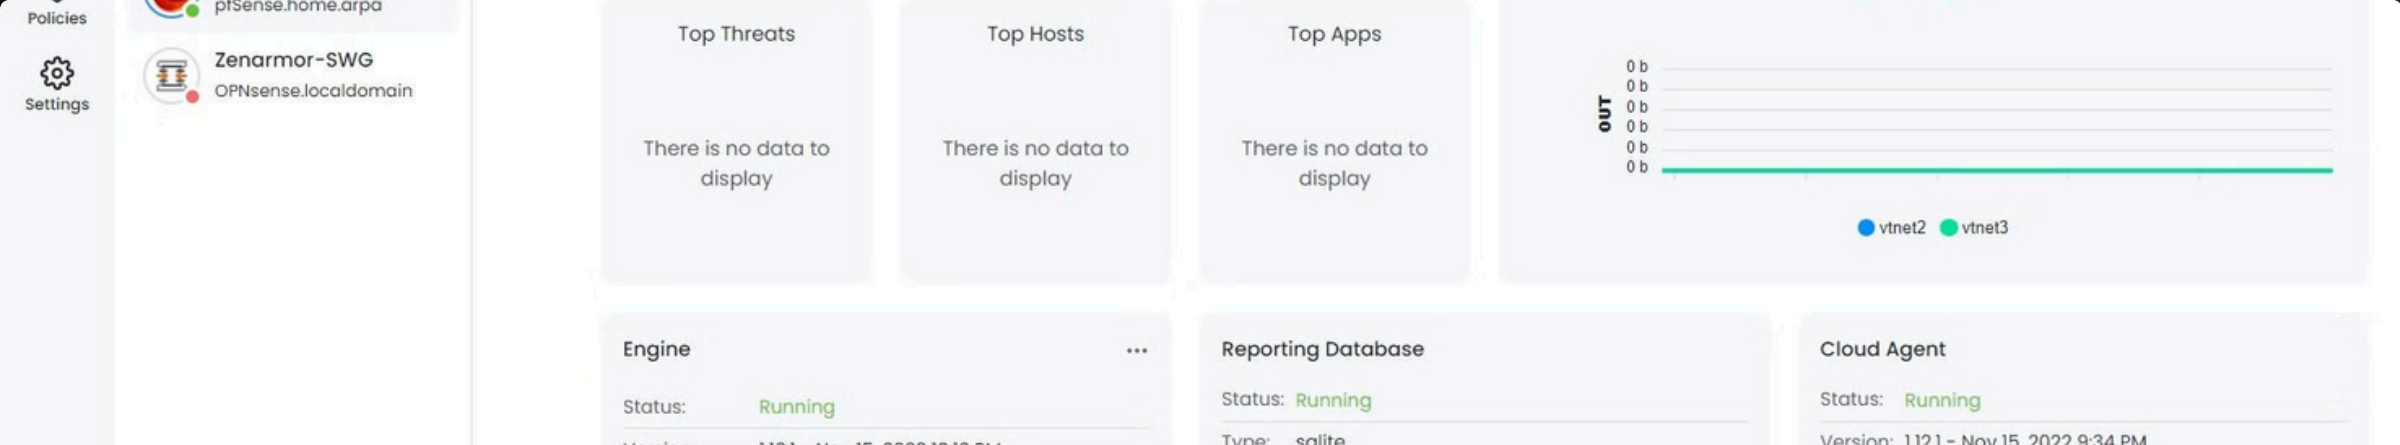 Policies
pfSense.home.arpa
Zenarmor-SWG
OPNsense.localdomain
Settings
Top Threats
There is no data to
display
Top Hosts
There is no data to
display
Top Apps
There is no data to
display
OUT
0 b
0 b
0 b
0 b
0 b
0 b
vtnet2
vtnet3
Engine
...
Status: Running
Reporting Database
Status: Running
Type: sqlite
Cloud Agent
Status: Running
Version: 1.12.1 - Nov 15, 2022 9:34 PM